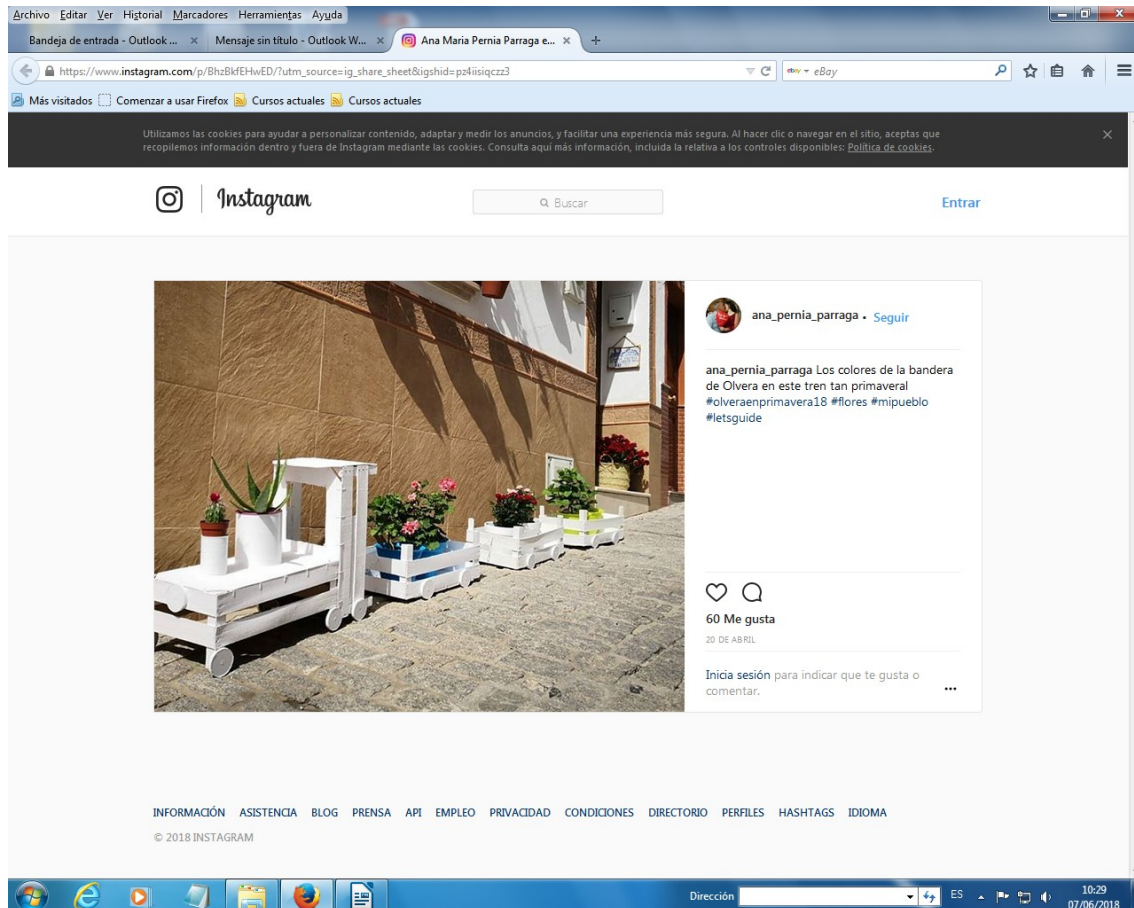 Archivo Editar Ver Historial Marcadores Herramientas Ayuda
Bandeja de entrada - Outlook ... Mensaje sin título - Outlook W... Ana Maria Pernia Parraga e...
https://www.instagram.com/p/BhzBkfEHwED/?utm_source=ig_share_sheet&igshid=pz4iisiqczz3 ebay eBay
Más visitados Comenzar a usar Firefox Cursos actuales Cursos actuales
Utilizamos las cookies para ayudar a personalizar contenido, adaptar y medir los anuncios, y facilitar una experiencia más segura. Al hacer clic o navegar en el sitio, aceptas que
recopilemos información dentro y fuera de Instagram mediante las cookies. Consulta aquí más información, incluida la relativa a los controles disponibles: Política de cookies.
Instagram Buscar Entrar
ana_pernia_parraga • Seguir
ana_pernia_parraga Los colores de la bandera
de Olvera en este tren tan primaveral
#olveraenprimavera18 #flores #mipueblo
#letsguide
60 Me gusta
20 DE ABRIL
Inicia sesión para indicar que te gusta o
comentar.
INFORMACIÓN ASISTENCIA BLOG PRENSA API EMPLEO PRIVACIDAD CONDICIONES DIRECTORIO PERFILES HASHTAGS IDIOMA
© 2018 INSTAGRAM
Dirección ES 10:29
07/06/2018